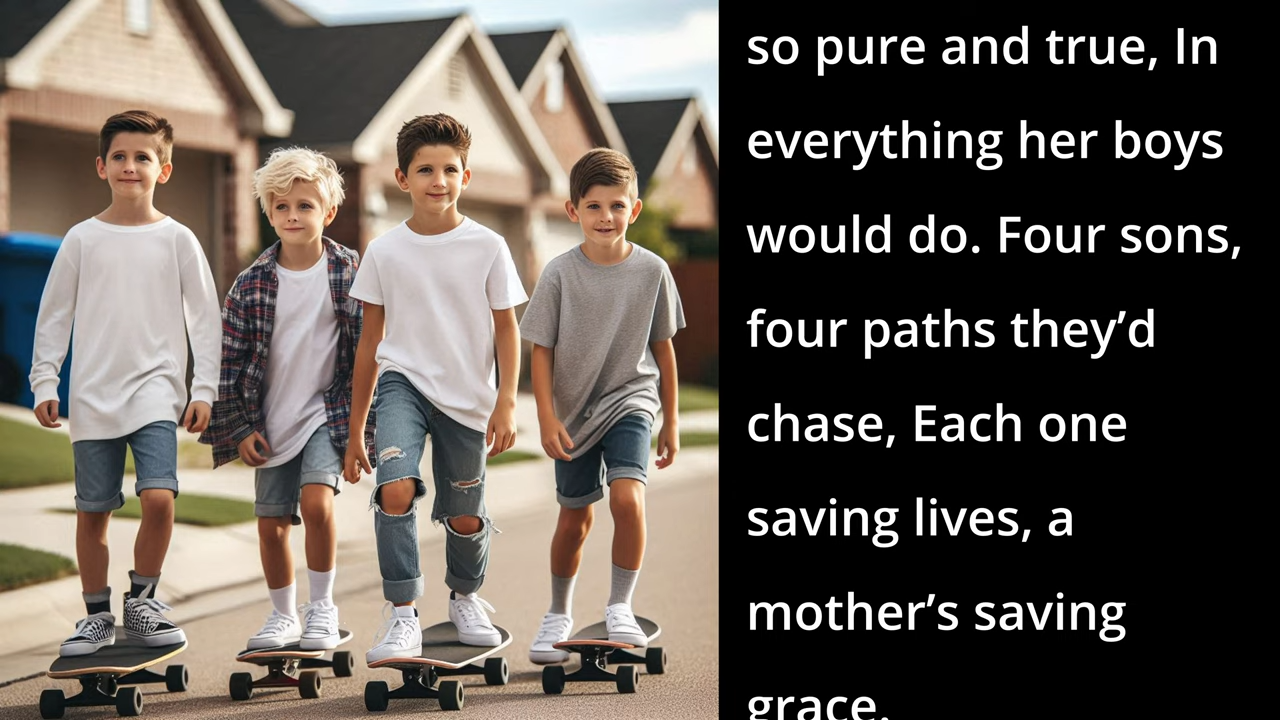 so pure and true, In
everything her boys
would do. Four sons,
four paths they’d
chase, Each one
saving lives, a
mother’s saving
grace.